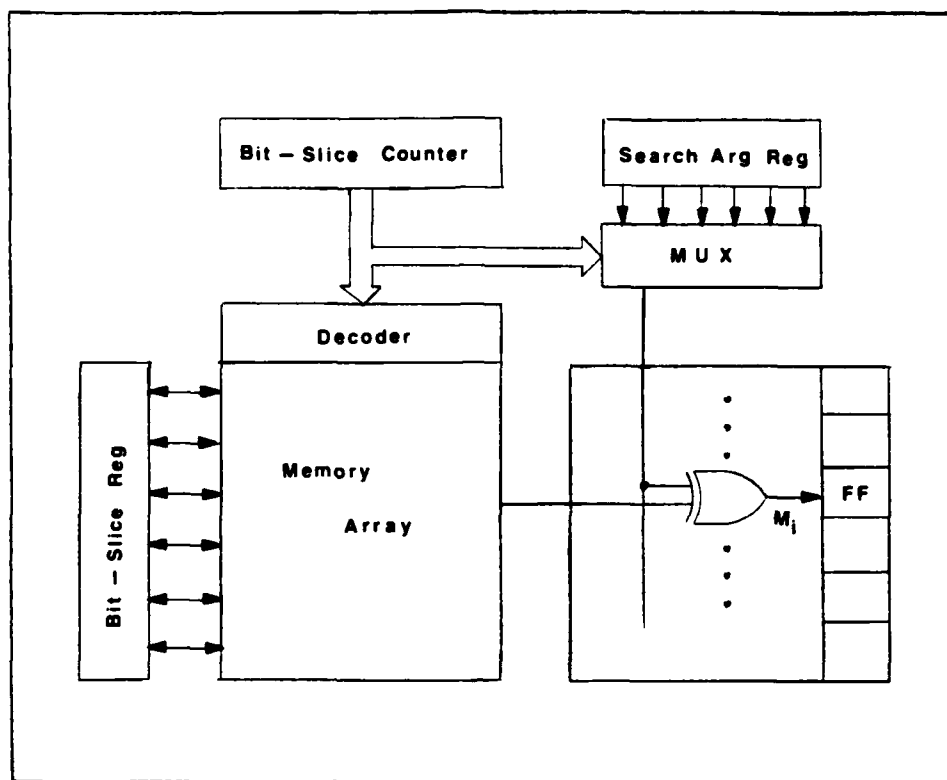 Bit – Slice Counter
Search Arg Reg
MUX
Decoder
Bit – Slice Reg
Memory
Array
FF
Mi